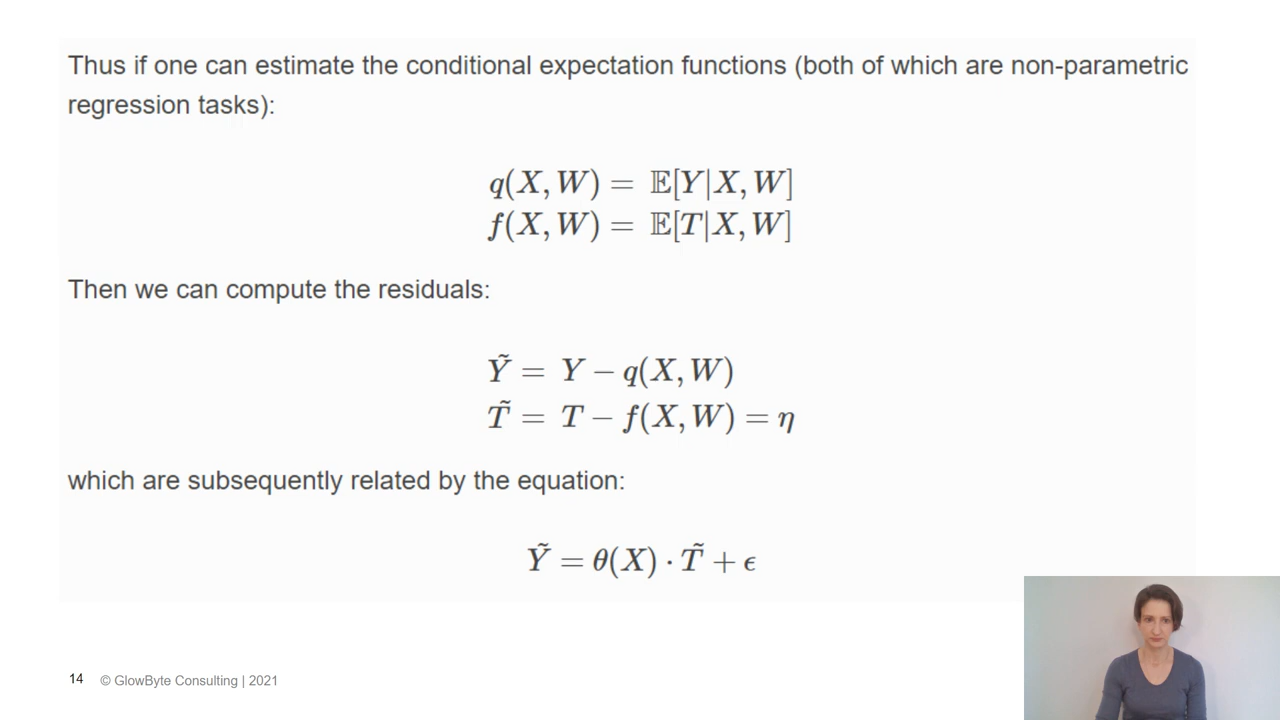 Thus if one can estimate the conditional expectation functions (both of which are non-parametric
regression tasks):
q(X, W) = 𝔼[Y|X, W]
f(X, W) = 𝔼[T|X, W]
Then we can compute the residuals:
Ỹ = Y − q(X, W)
T̃ = T − f(X, W) = η
which are subsequently related by the equation:
Ỹ = θ(X) · T̃ + ϵ
14 © GlowByte Consulting | 2021